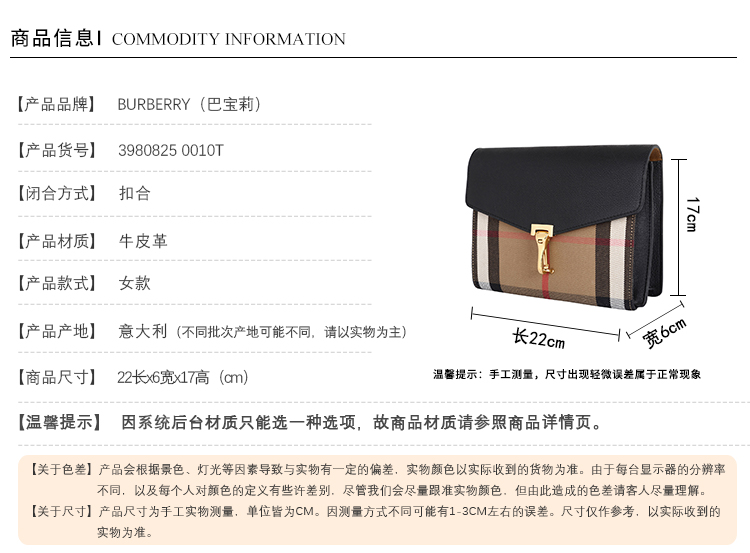 商品信息I COMMODITY INFORMATION
【产品品牌】 BURBERRY（巴宝莉）
【产品货号】 3980825 0010T
【闭合方式】 扣合
【产品材质】 牛皮革
【产品款式】 女款
【产品产地】 意大利（不同批次产地可能不同，请以实物为主）
【商品尺寸】 22长x6宽x17高（cm）
17cm
长22cm
宽6cm
温馨提示：手工测量，尺寸出现轻微误差属于正常现象
【温馨提示】 因系统后台材质只能选一种选项，故商品材质请参照商品详情页。
【关于色差】产品会根据景色、灯光等因素导致与实物有一定的偏差，实物颜色以实际收到的货物为准。由于每台显示器的分辨率
不同，以及每个人对颜色的定义有些许差别，尽管我们会尽量跟准实物颜色，但由此造成的色差请客人尽量理解。
【关于尺寸】产品尺寸为手工实物测量，单位皆为CM。因测量方式不同可能有1-3CM左右的误差。尺寸仅作参考，以实际收到的
实物为准。